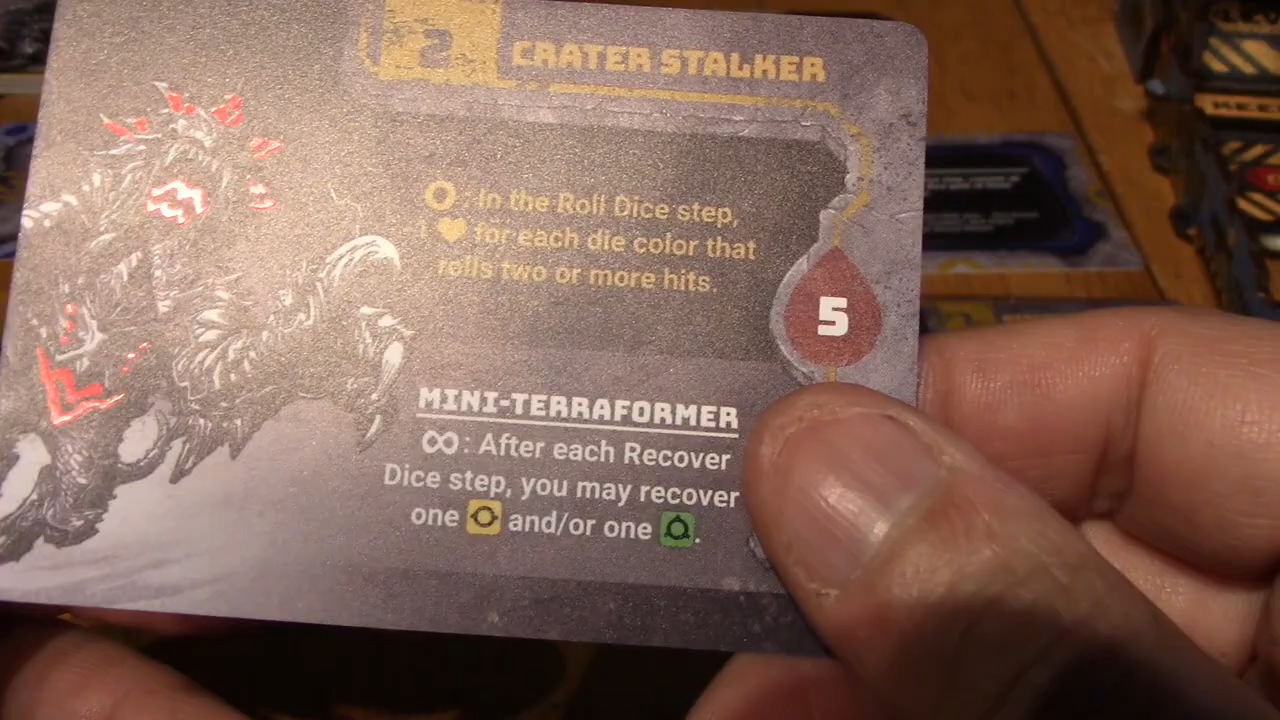 2
CRATER STALKER
: In the Roll Dice step,
1 for each die color that
rolls two or more hits.
5
MINI-TERRAFORMER
∞: After each Recover
Dice step, you may recover
one and/or one .